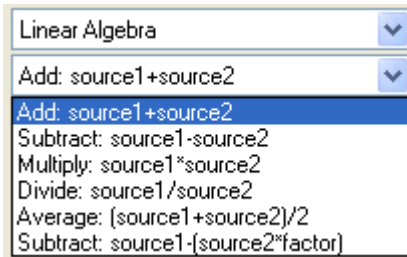 Linear Algebra
Add: source1+source2
Add: source1+source2
Subtract: source1-source2
Multiply: source1*source2
Divide: source1/source2
Average: (source1+source2)/2
Subtract: source1-(source2*factor)